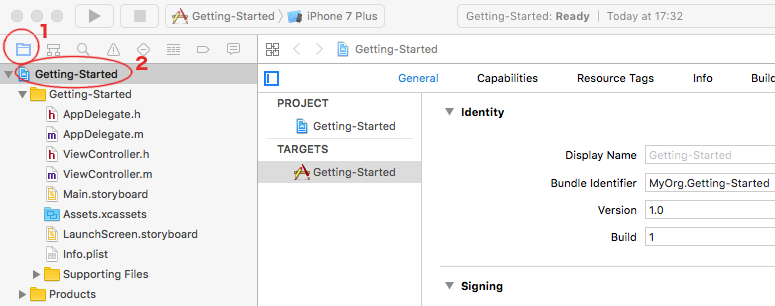 Getting-Started > iPhone 7 Plus
Getting-Started: Ready | Today at 17:32
1
Getting-Started
2
Getting-Started
AppDelegate.h
AppDelegate.m
ViewController.h
ViewController.m
Main.storyboard
Assets.xcassets
LaunchScreen.storyboard
Info.plist
Supporting Files
Products
Getting-Started
General Capabilities Resource Tags Info Build
PROJECT
Getting-Started
TARGETS
Getting-Started
Identity
Display Name Getting-Started
Bundle Identifier MyOrg.Getting-Started
Version 1.0
Build 1
Signing